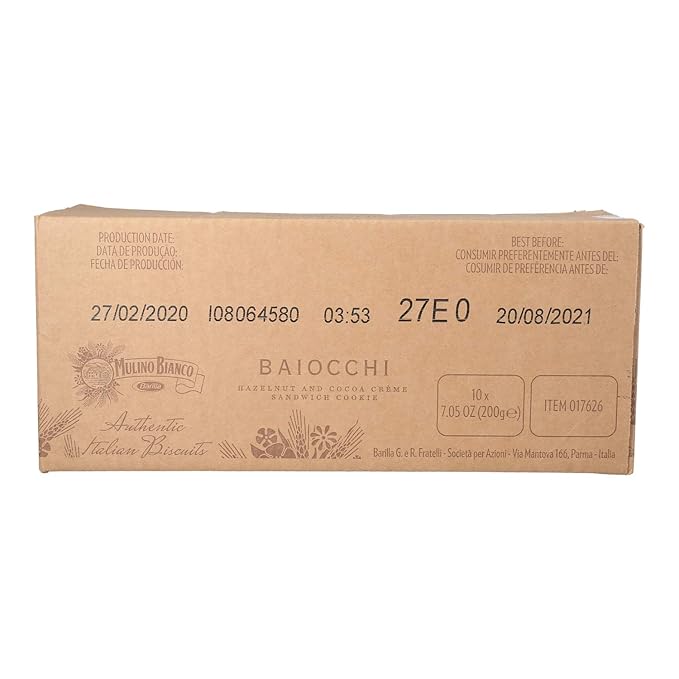 PRODUCTION DATE:
DATA DE PRODUÇÃO:
FECHA DE PRODUCCIÓN:
BEST BEFORE:
CONSUMIR PREFERENTEMENTE ANTES DEL:
COSUMIR DE PREFERÊNCIA ANTES DE:
27/02/2020 I08064580 03:53 27E 0 20/08/2021
MULINO BIANCO
Barilla
Authentic
Italian Biscuits
BAIOCCHI
HAZELNUT AND COCOA CRÈME
SANDWICH COOKIE
10 x
7.05 OZ (200g℮)
ITEM 017626
Barilla G. e R. Fratelli - Società per Azioni - Via Mantova 166, Parma - Italia